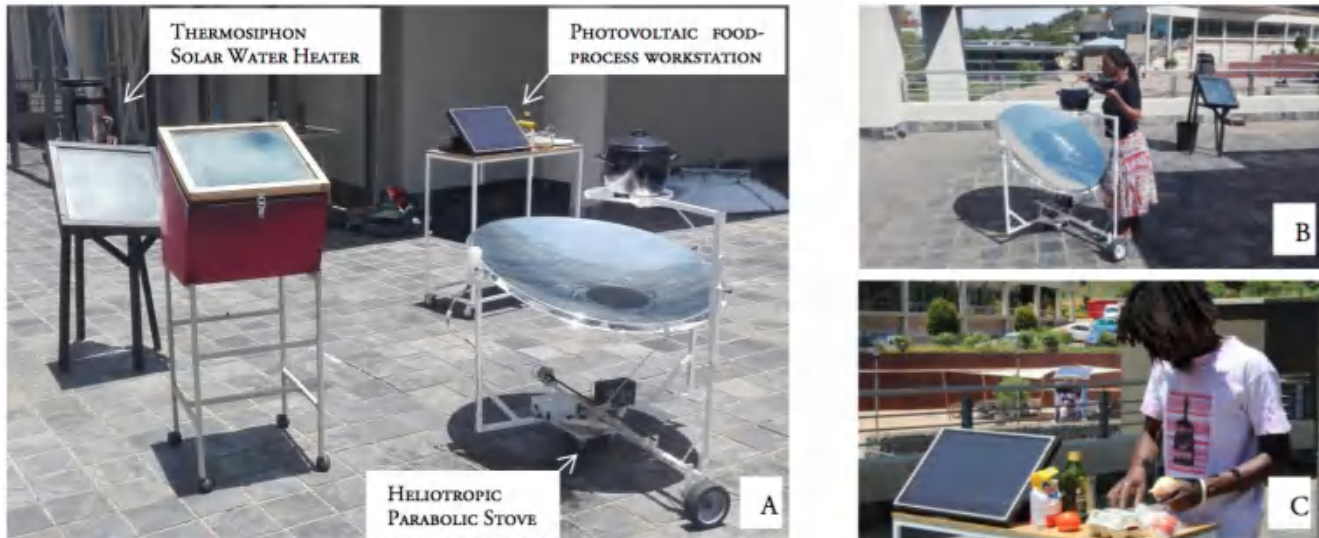 THERMOSIPHON
SOLAR WATER HEATER
PHOTOVOLTAIC FOOD-
PROCESS WORKSTATION
HELIOTROPIC
PARABOLIC STOVE
A
B
C